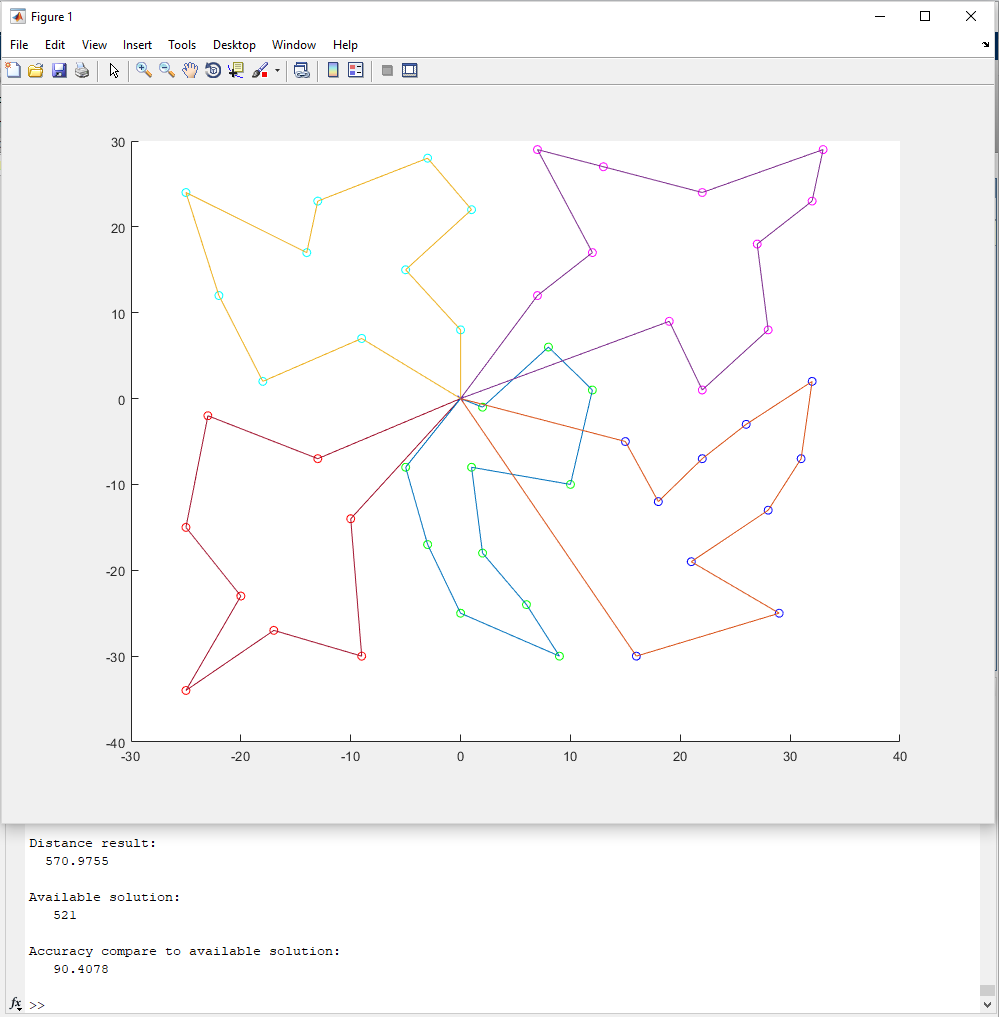 Figure 1
File Edit View Insert Tools Desktop Window Help
30
20
10
0
-10
-20
-30
-40
-30 -20 -10 0 10 20 30 40
Distance result:
570.9755
Available solution:
521
Accuracy compare to available solution:
90.4078
fx >>